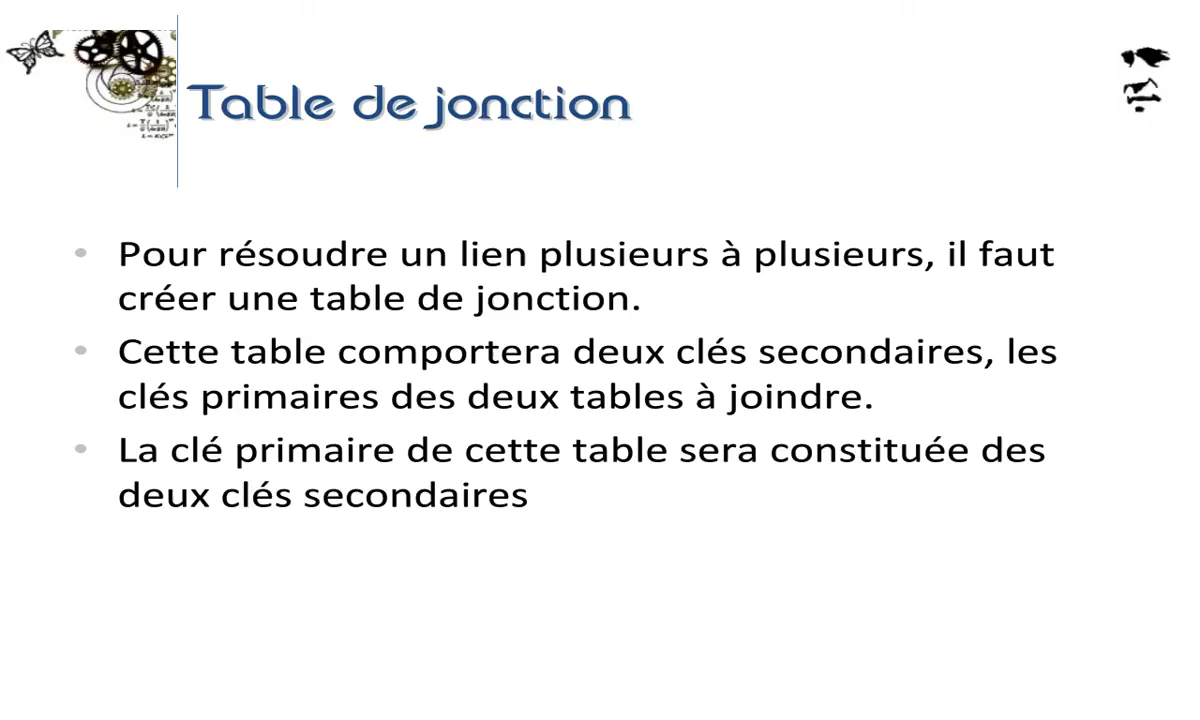 Table de jonction
• Pour résoudre un lien plusieurs à plusieurs, il faut
créer une table de jonction.
• Cette table comportera deux clés secondaires, les
clés primaires des deux tables à joindre.
• La clé primaire de cette table sera constituée des
deux clés secondaires